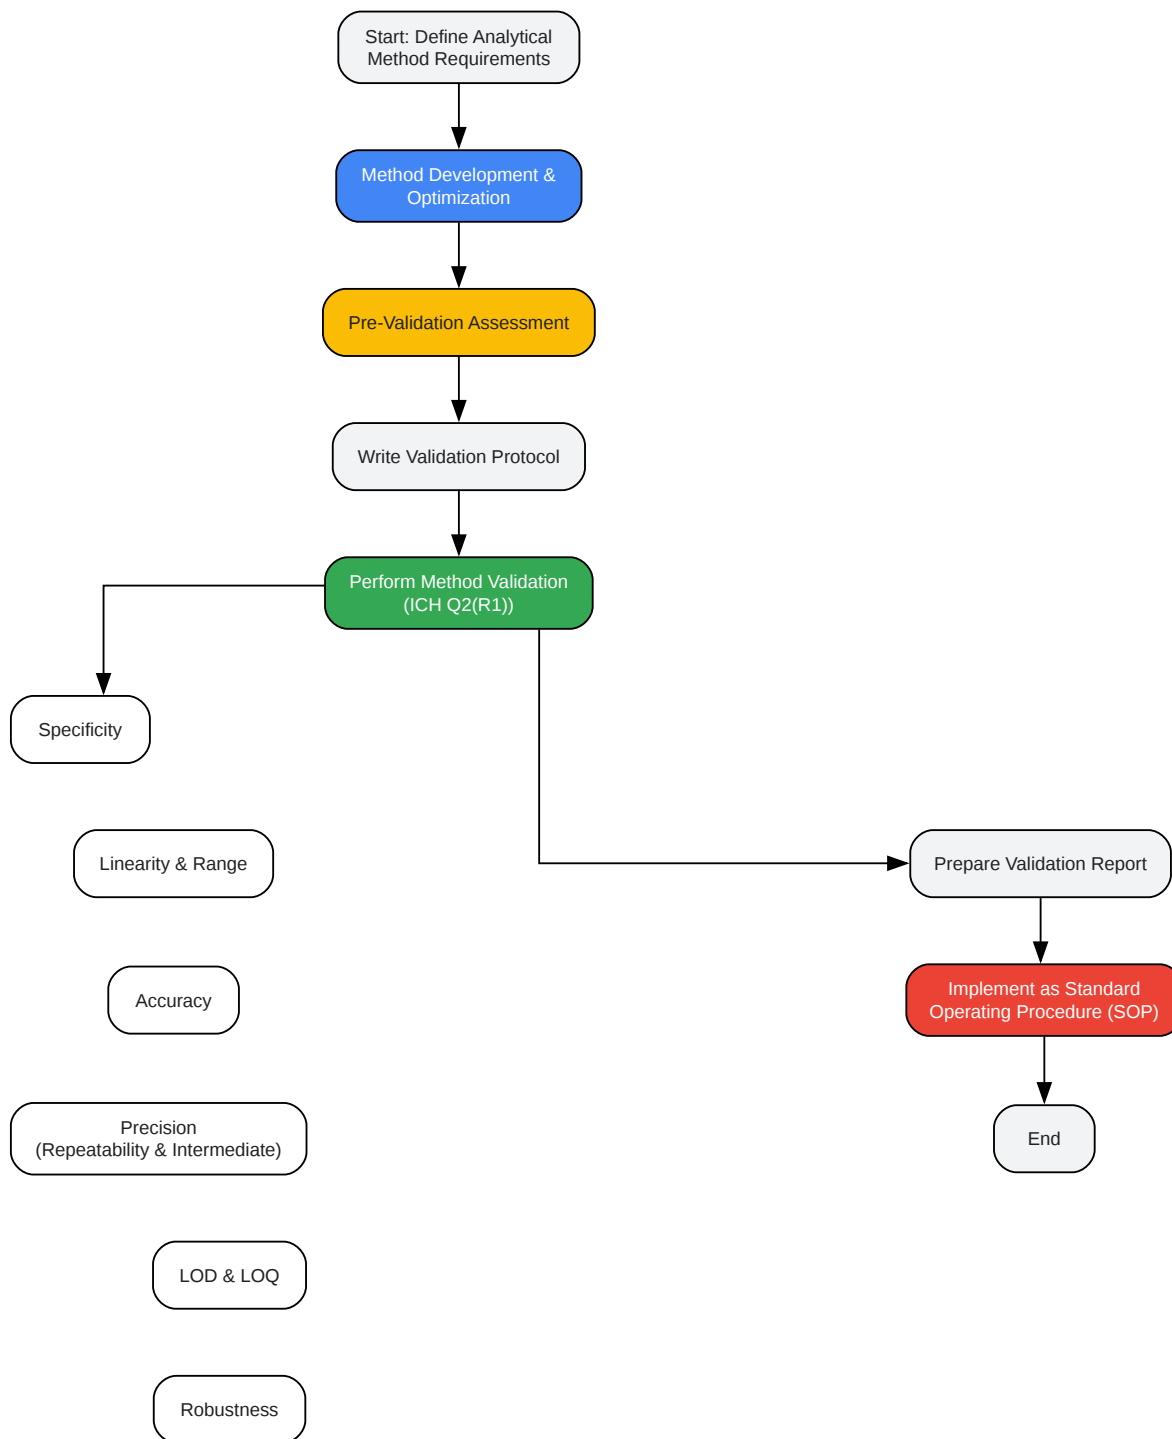 Start: Define Analytical
Method Requirements
Method Development &
Optimization
Pre-Validation Assessment
Write Validation Protocol
Perform Method Validation
(ICH Q2(R1))
Specificity
Linearity & Range
Accuracy
Precision
(Repeatability & Intermediate)
LOD & LOQ
Robustness
Prepare Validation Report
Implement as Standard
Operating Procedure (SOP)
End